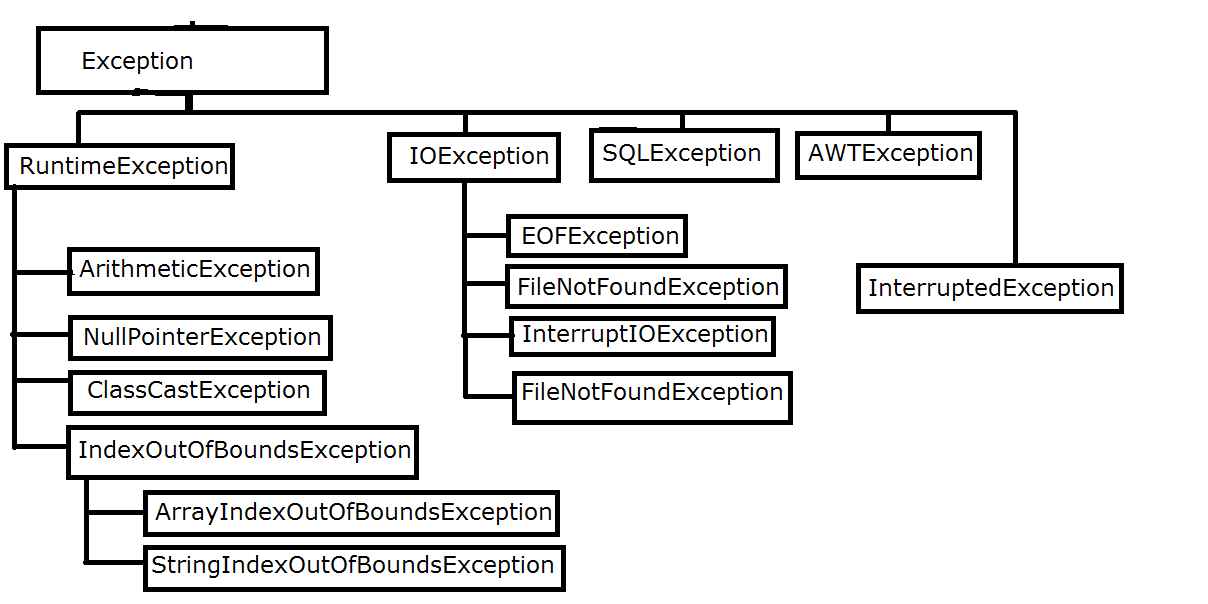 Exception
RuntimeException
IOException
SQLException
AWTException
EOFException
ArithmeticException
FileNotFoundException
InterruptedException
NullPointerException
InterruptIOException
ClassCastException
FileNotFoundException
IndexOutOfBoundsException
ArrayIndexOutOfBoundsException
StringIndexOutOfBoundsException